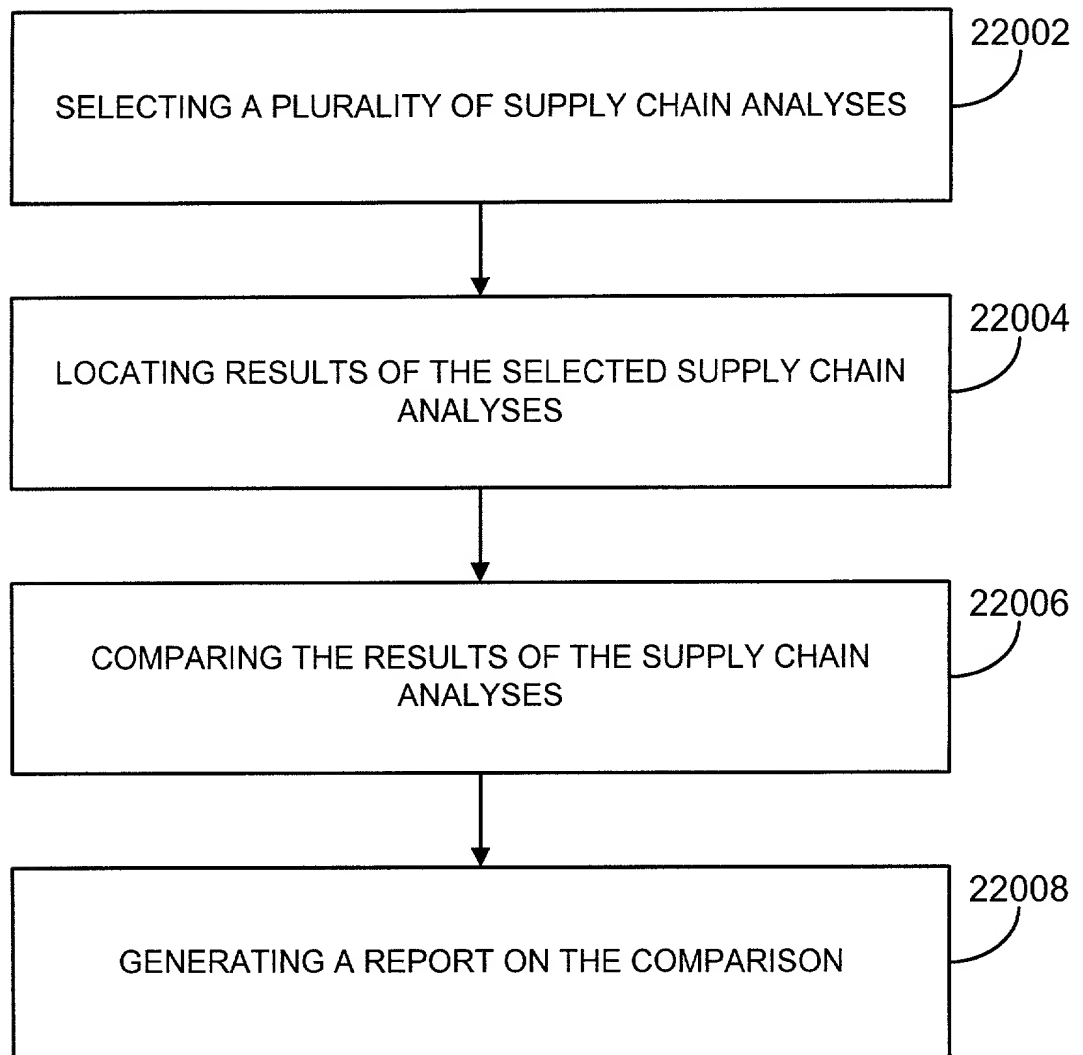 22002
SELECTING A PLURALITY OF SUPPLY CHAIN ANALYSES
22004
LOCATING RESULTS OF THE SELECTED SUPPLY CHAIN
ANALYSES
22006
COMPARING THE RESULTS OF THE SUPPLY CHAIN
ANALYSES
22008
GENERATING A REPORT ON THE COMPARISON